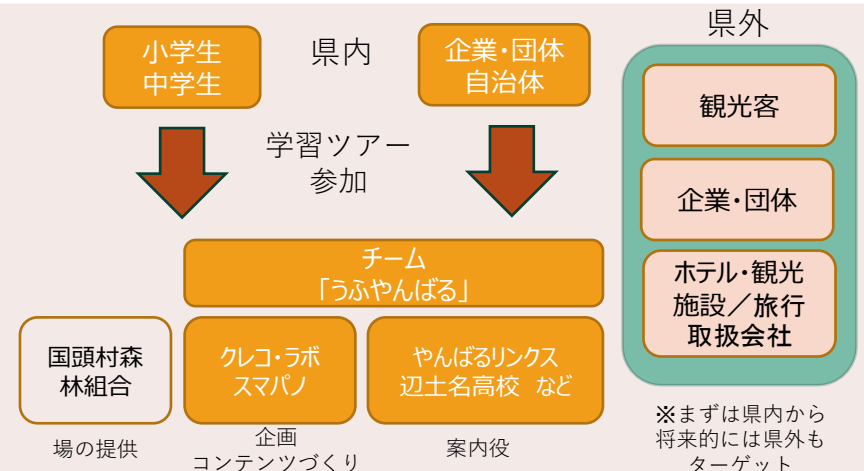 小学生
中学生
県内
企業・団体
自治体
学習ツアー
参加
チーム
「うふやんばる」
国頭村森
林組合
クレコ・ラボ
スマパノ
やんばるリンクス
辺土名高校 など
場の提供
企画
コンテンツづくり
案内役
県外
観光客
企業・団体
ホテル・観光
施設／旅行
取扱会社
※まずは県内から
将来的には県外も
ターゲット